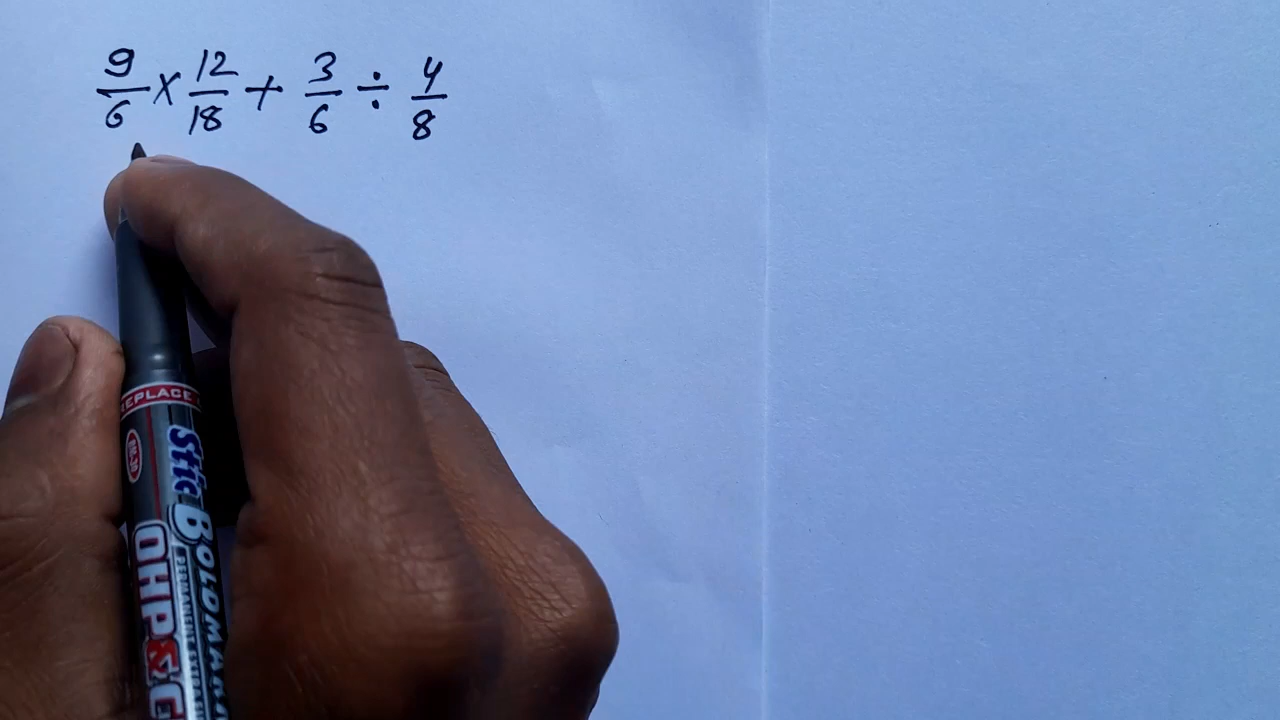 9/6 × 12/18 + 3/6 ÷ 4/8
REPLACE
Stic
BOLDMARK
OHP&C